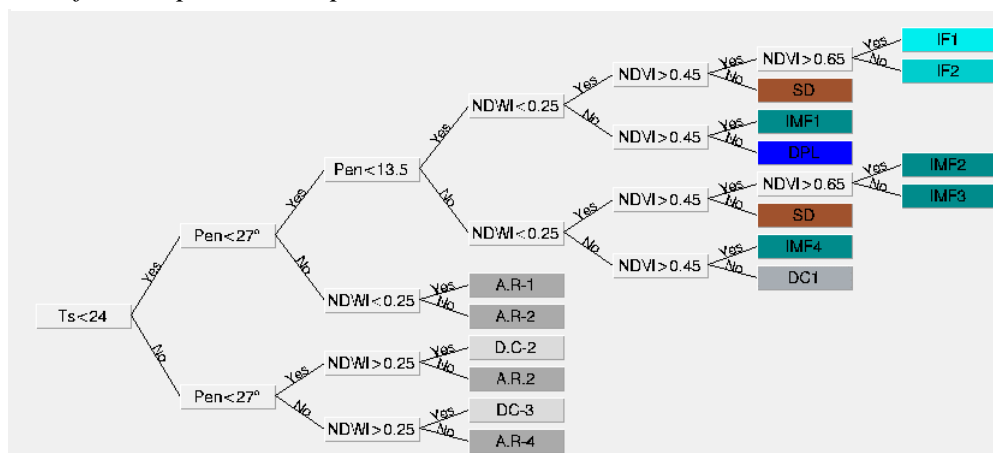 Yes IF1
NDVI>0.65
Yes No IF2
NDVI>0.45
Yes No SD
NDWI<0.25
Yes IMF1
No NDVI>0.45
Yes No DPL
Yes IMF2
Pen<13.5
NDVI>0.65
Yes No IMF3
NDVI>0.45
Yes No SD
No
NDWI<0.25
Pen<27º
Yes IMF4
No NDVI>0.45
No DC1
Yes
Yes A.R-1
No NDWI<0.25
No A.R-2
Ts<24
Yes D.C-2
No
NDWI>0.25
Yes No A.R.2
Pen<27º
No Yes DC-3
NDWI>0.25
No A.R-4